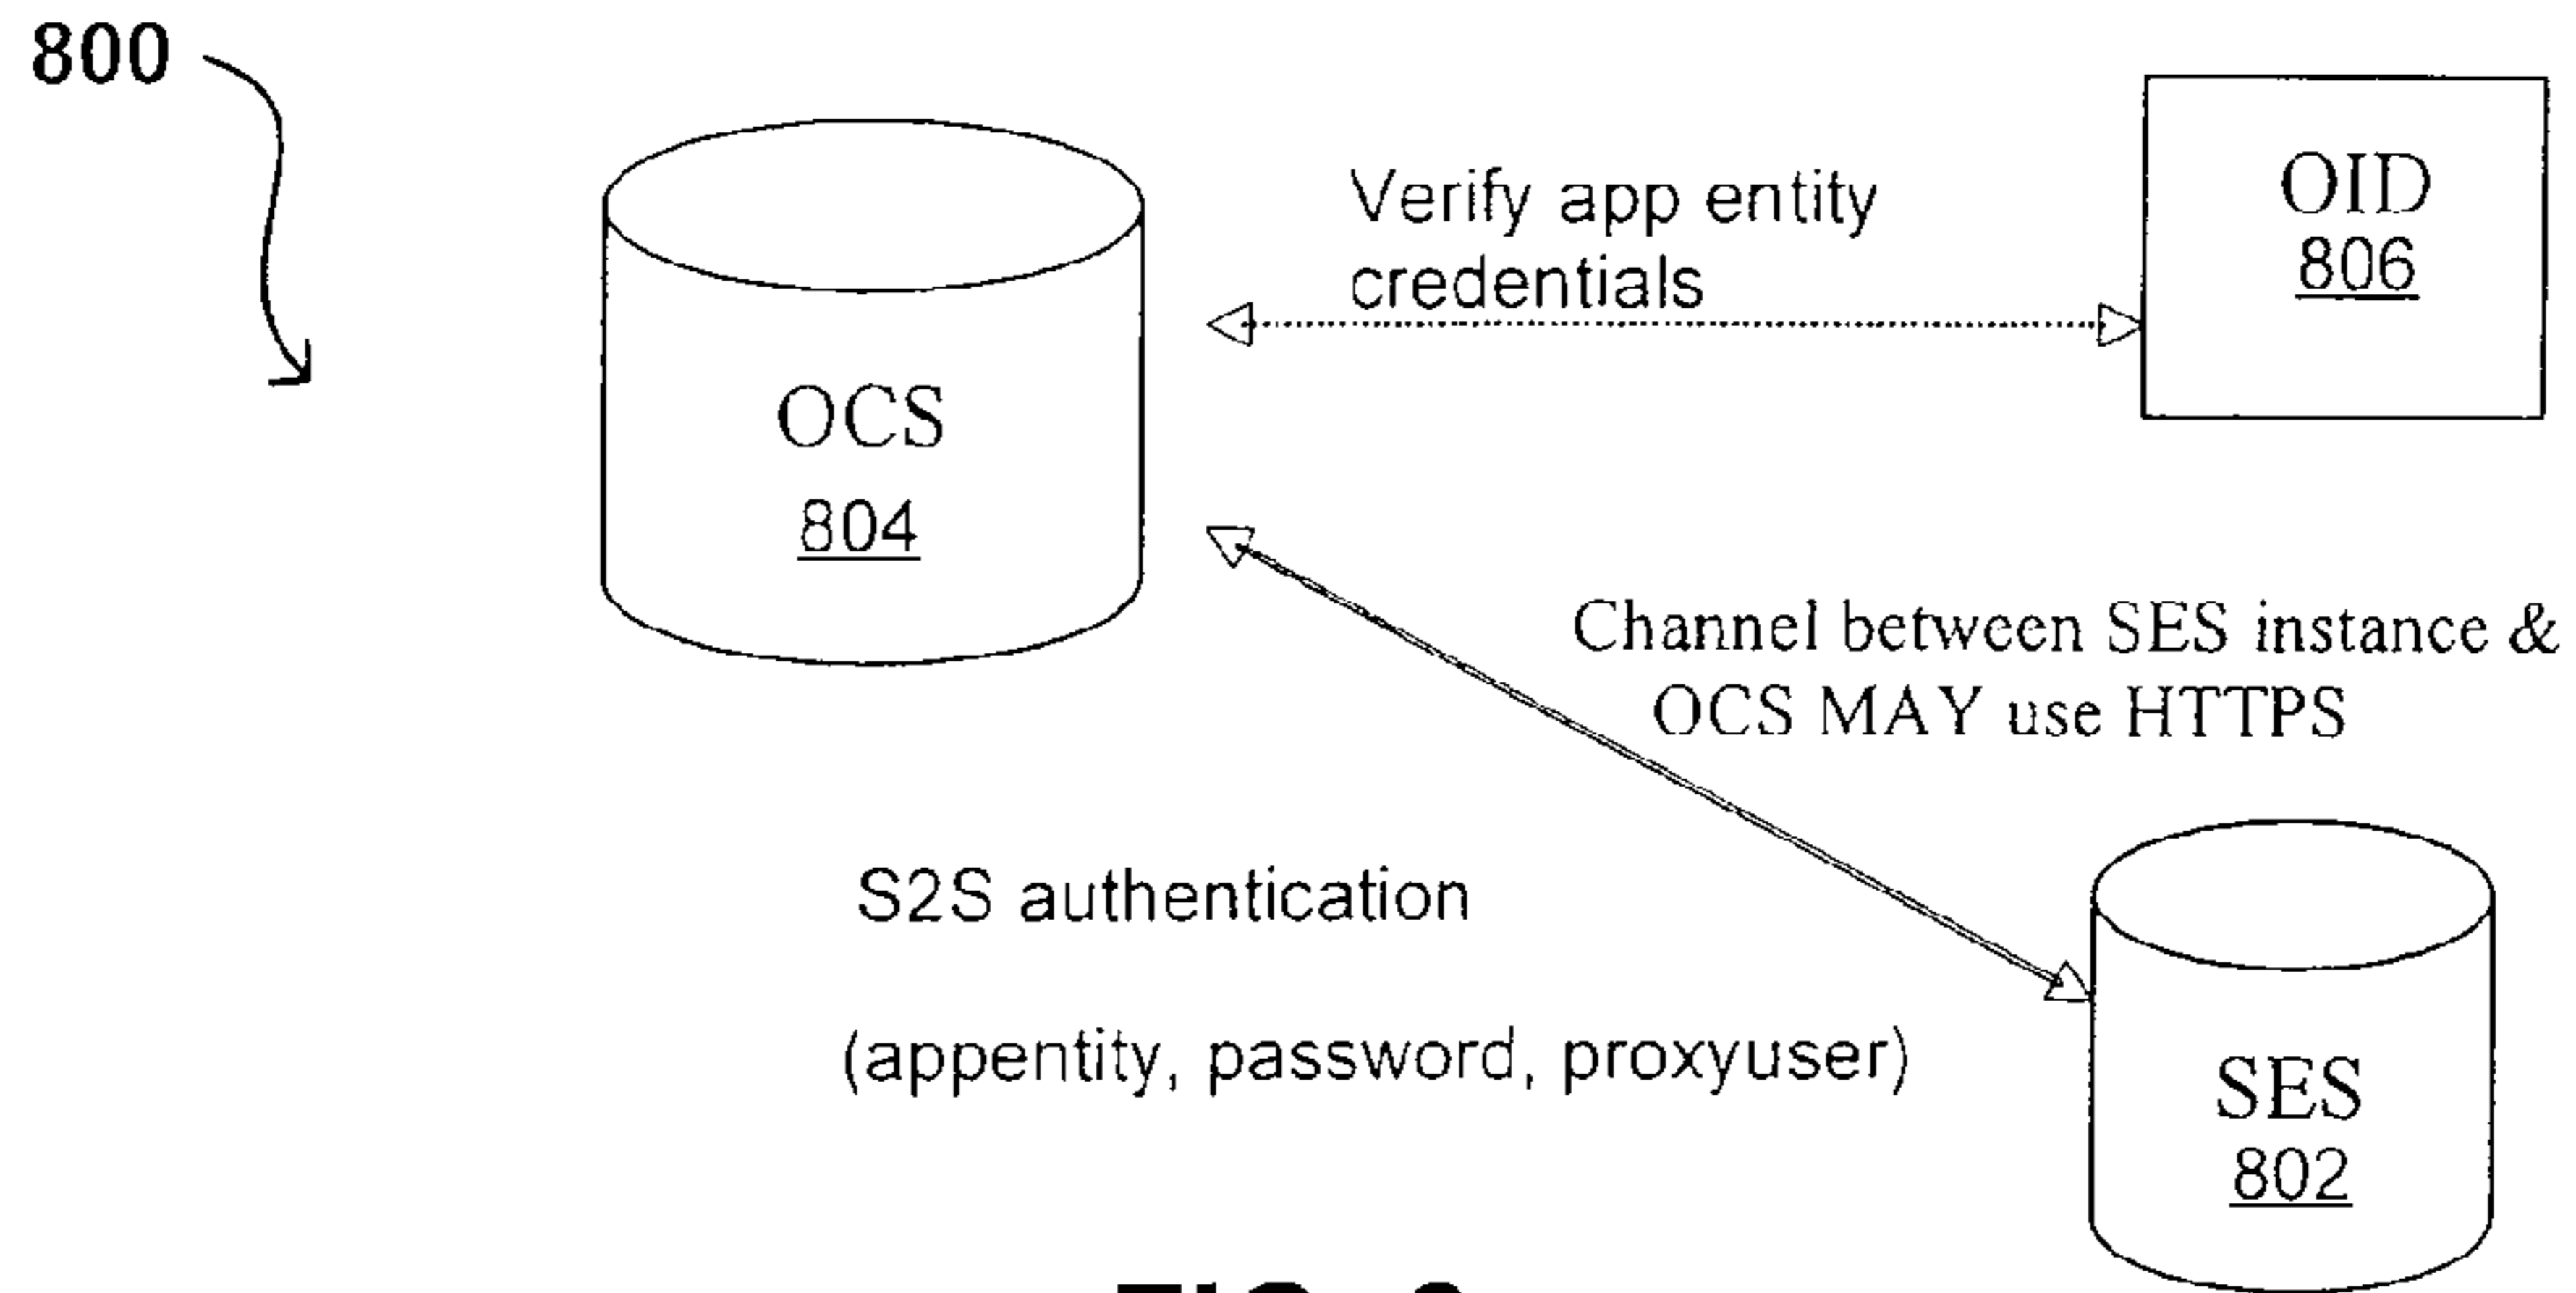 800
OID
806
Verify app entity
credentials
OCS
804
Channel between SES instance &
OCS MAY use HTTPS
S2S authentication
(appentity, password, proxyuser)
SES
802